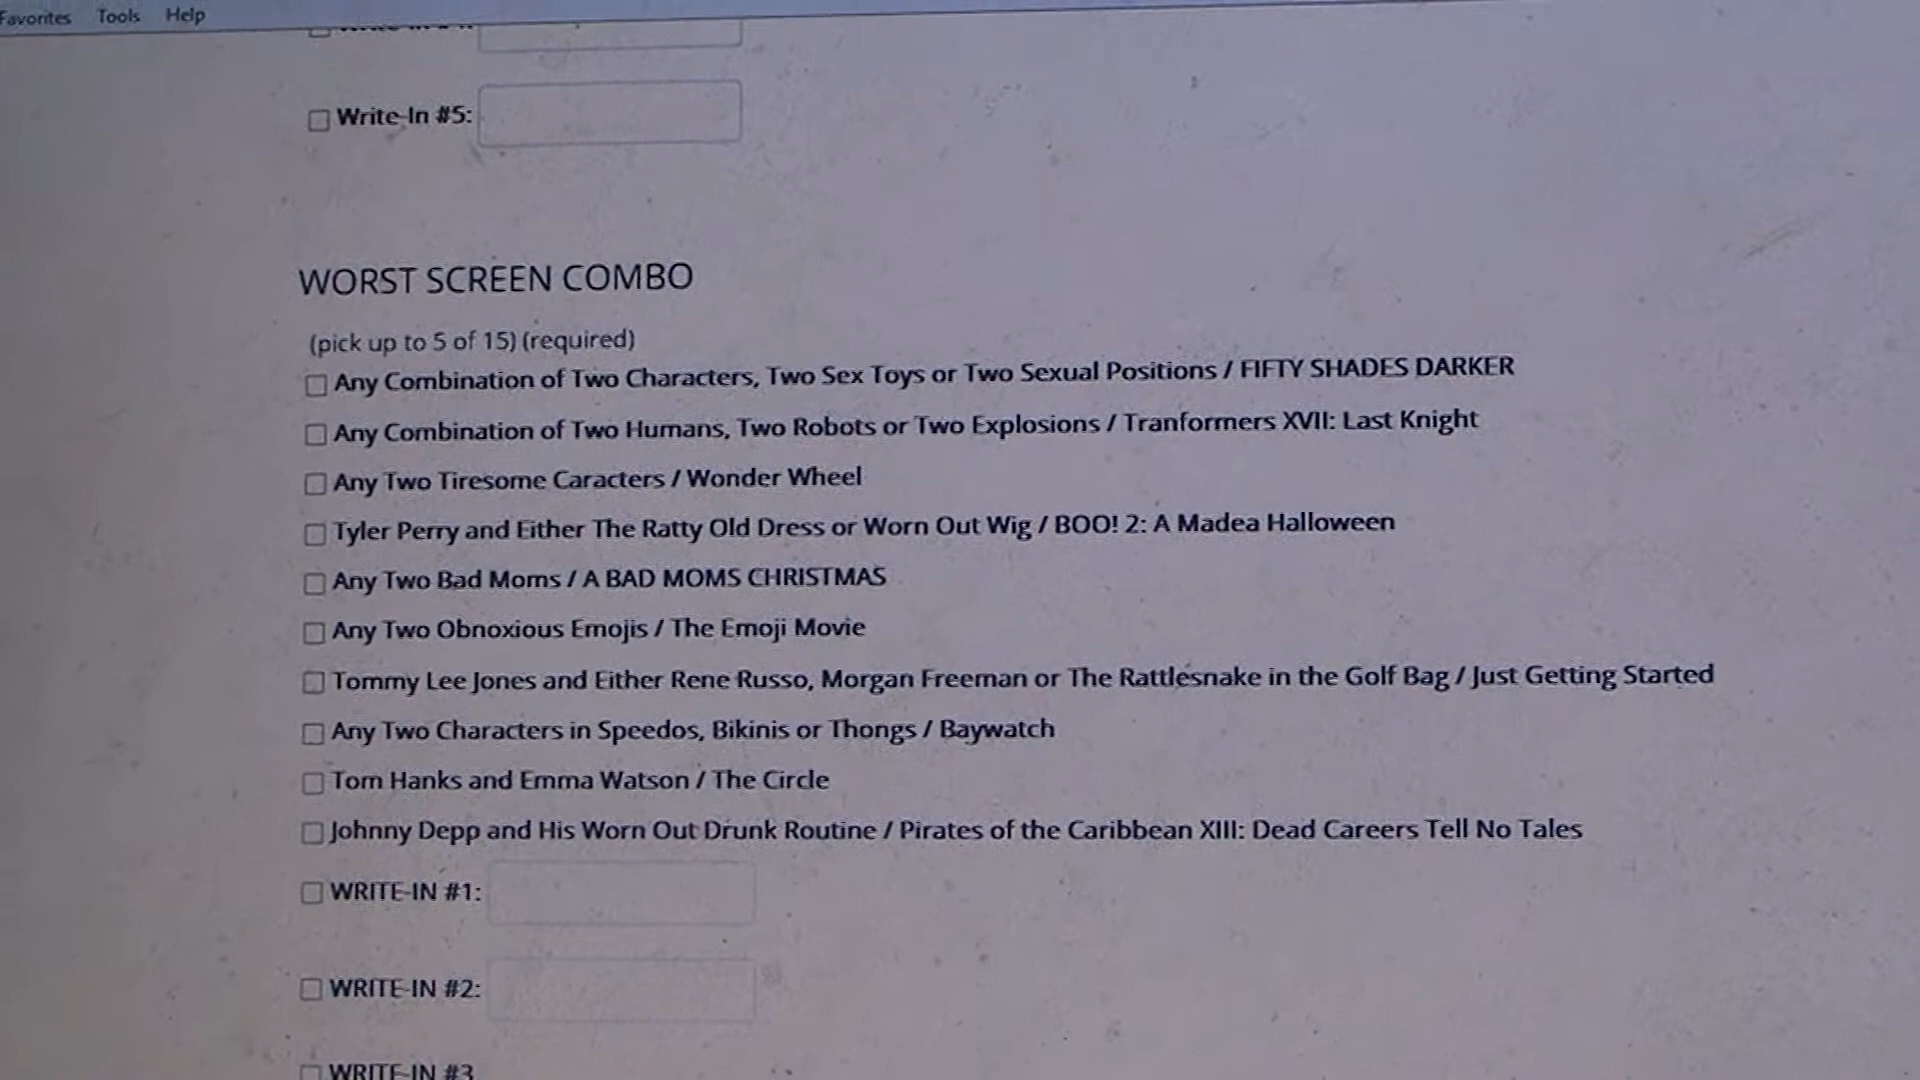 Favorites Tools Help
Write-In #5:
WORST SCREEN COMBO
(pick up to 5 of 15) (required)
Any Combination of Two Characters, Two Sex Toys or Two Sexual Positions / FIFTY SHADES DARKER
Any Combination of Two Humans, Two Robots or Two Explosions / Tranformers XVII: Last Knight
Any Two Tiresome Caracters / Wonder Wheel
Tyler Perry and Either The Ratty Old Dress or Worn Out Wig / BOO! 2: A Madea Halloween
Any Two Bad Moms / A BAD MOMS CHRISTMAS
Any Two Obnoxious Emojis / The Emoji Movie
Tommy Lee Jones and Either Rene Russo, Morgan Freeman or The Rattlesnake in the Golf Bag / Just Getting Started
Any Two Characters in Speedos, Bikinis or Thongs / Baywatch
Tom Hanks and Emma Watson / The Circle
Johnny Depp and His Worn Out Drunk Routine / Pirates of the Caribbean XIII: Dead Careers Tell No Tales
WRITE-IN #1:
WRITE-IN #2:
WRITE-IN #3